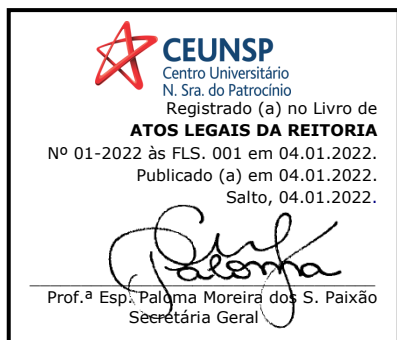 CEUNSP
Centro Universitário
N. Sra. do Patrocínio
Registrado (a) no Livro de
ATOS LEGAIS DA REITORIA
Nº 01-2022 às FLS. 001 em 04.01.2022.
Publicado (a) em 04.01.2022.
Salto, 04.01.2022.
Paloma
Prof.ª Esp. Paloma Moreira dos S. Paixão
Secretária Geral